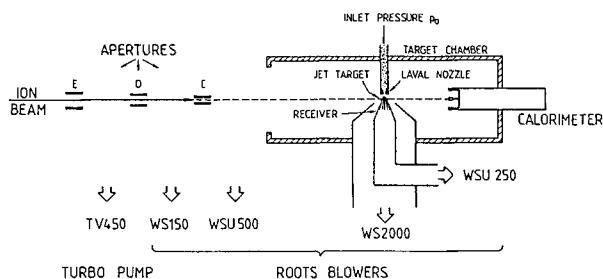 INLET PRESSURE p₀
APERTURES
TARGET CHAMBER
E
D
C
JET TARGET
LAVAL NOZZLE
ION
BEAM
RECEIVER
CALORIMETER
WSU 250
TV450
WS150
WSU500
WS2000
TURBO PUMP
ROOTS BLOWERS